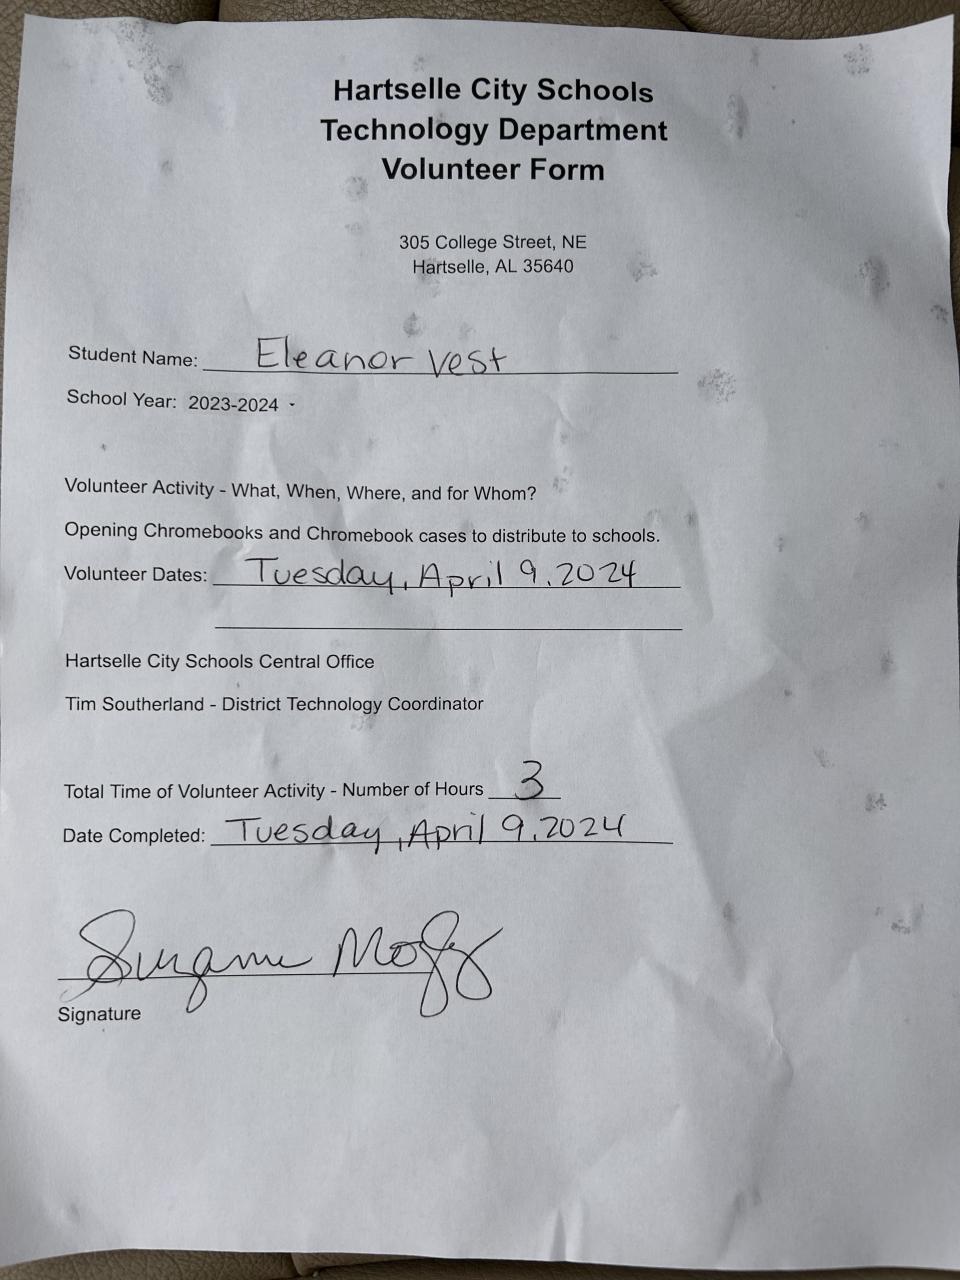 Hartselle City Schools
Technology Department
Volunteer Form
305 College Street, NE
Hartselle, AL 35640
Student Name: Eleanor Vest
School Year: 2023-2024 -
Volunteer Activity - What, When, Where, and for Whom?
Opening Chromebooks and Chromebook cases to distribute to schools.
Volunteer Dates: Tuesday, April 9, 2024
Hartselle City Schools Central Office
Tim Southerland - District Technology Coordinator
Total Time of Volunteer Activity - Number of Hours 3
Date Completed: Tuesday, April 9, 2024
Suzanne
Signature